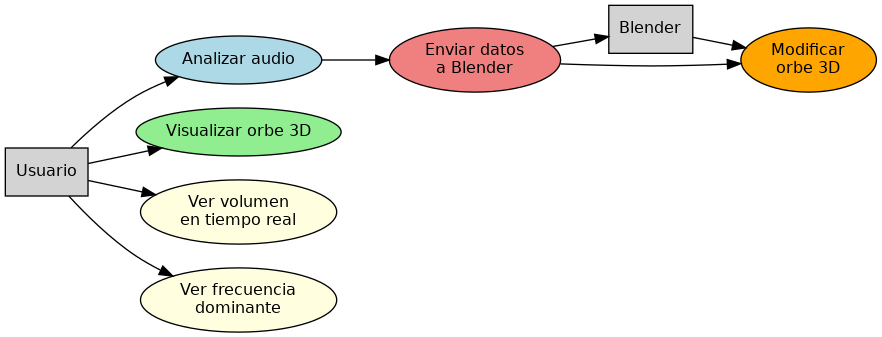 Usuario
Analizar audio
Visualizar orbe 3D
Ver volumen
en tiempo real
Ver frecuencia
dominante
Enviar datos
a Blender
Blender
Modificar
orbe 3D